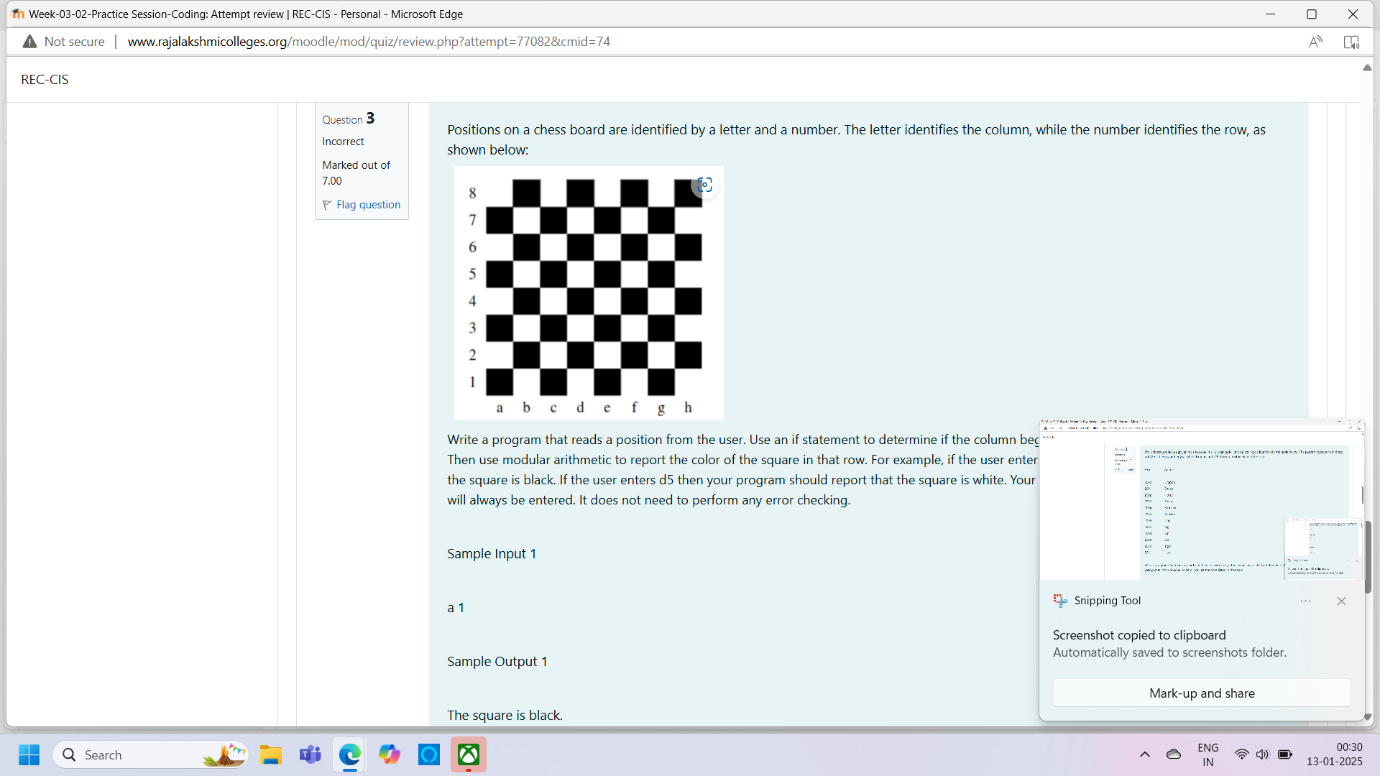 Week-03-02-Practice Session-Coding: Attempt review | REC-CIS - Personal - Microsoft Edge
Not secure | www.rajalakshmicolleges.org/moodle/mod/quiz/review.php?attempt=77082&cmid=74
REC-CIS
Question 3
Incorrect
Marked out of
7.00
Flag question
Positions on a chess board are identified by a letter and a number. The letter identifies the column, while the number identifies the row, as
shown below:
8
7
6
5
4
3
2
1
a b c d e f g h
Write a program that reads a position from the user. Use an if statement to determine if the column beg
Then use modular arithmetic to report the color of the square in that row. For example, if the user enter
the square is black. If the user enters d5 then your program should report that the square is white. Your
will always be entered. It does not need to perform any error checking.
Sample Input 1
a 1
Sample Output 1
The square is black.
Snipping Tool
Screenshot copied to clipboard
Automatically saved to screenshots folder.
Mark-up and share
Search
ENG
IN
00:30
13-01-2025